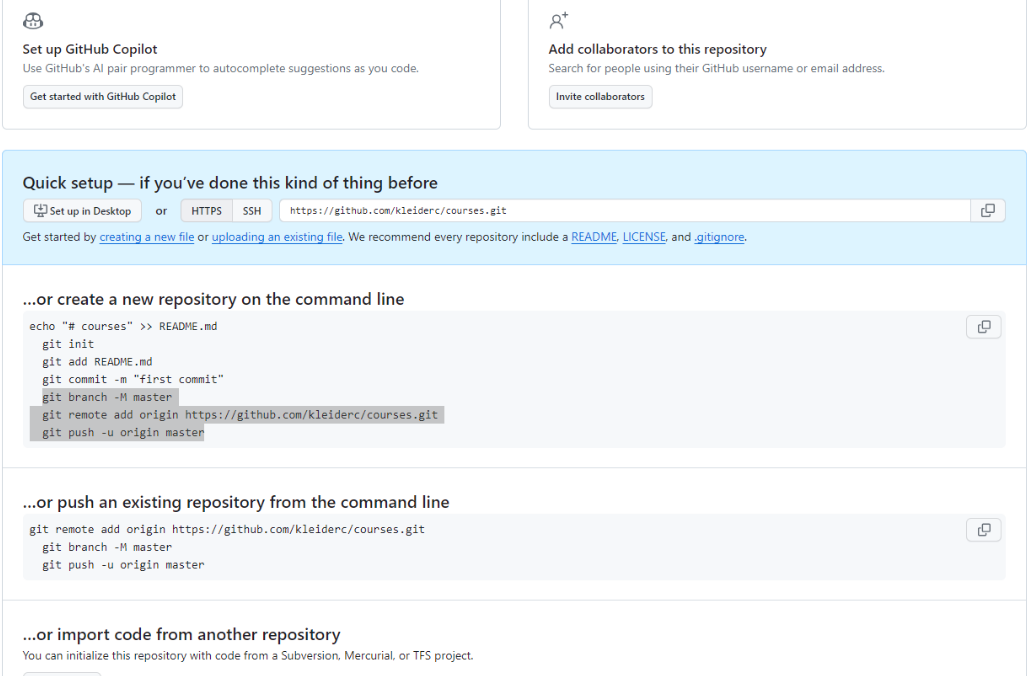 Set up GitHub Copilot
Use GitHub's AI pair programmer to autocomplete suggestions as you code.
Get started with GitHub Copilot
Add collaborators to this repository
Search for people using their GitHub username or email address.
Invite collaborators
Quick setup — if you've done this kind of thing before
Set up in Desktop or HTTPS SSH https://github.com/kleiderc/courses.git
Get started by creating a new file or uploading an existing file. We recommend every repository include a README, LICENSE, and .gitignore.
...or create a new repository on the command line
echo "# courses" >> README.md
git init
git add README.md
git commit -m "first commit"
git branch -M master
git remote add origin https://github.com/kleiderc/courses.git
git push -u origin master
...or push an existing repository from the command line
git remote add origin https://github.com/kleiderc/courses.git
git branch -M master
git push -u origin master
...or import code from another repository
You can initialize this repository with code from a Subversion, Mercurial, or TFS project.